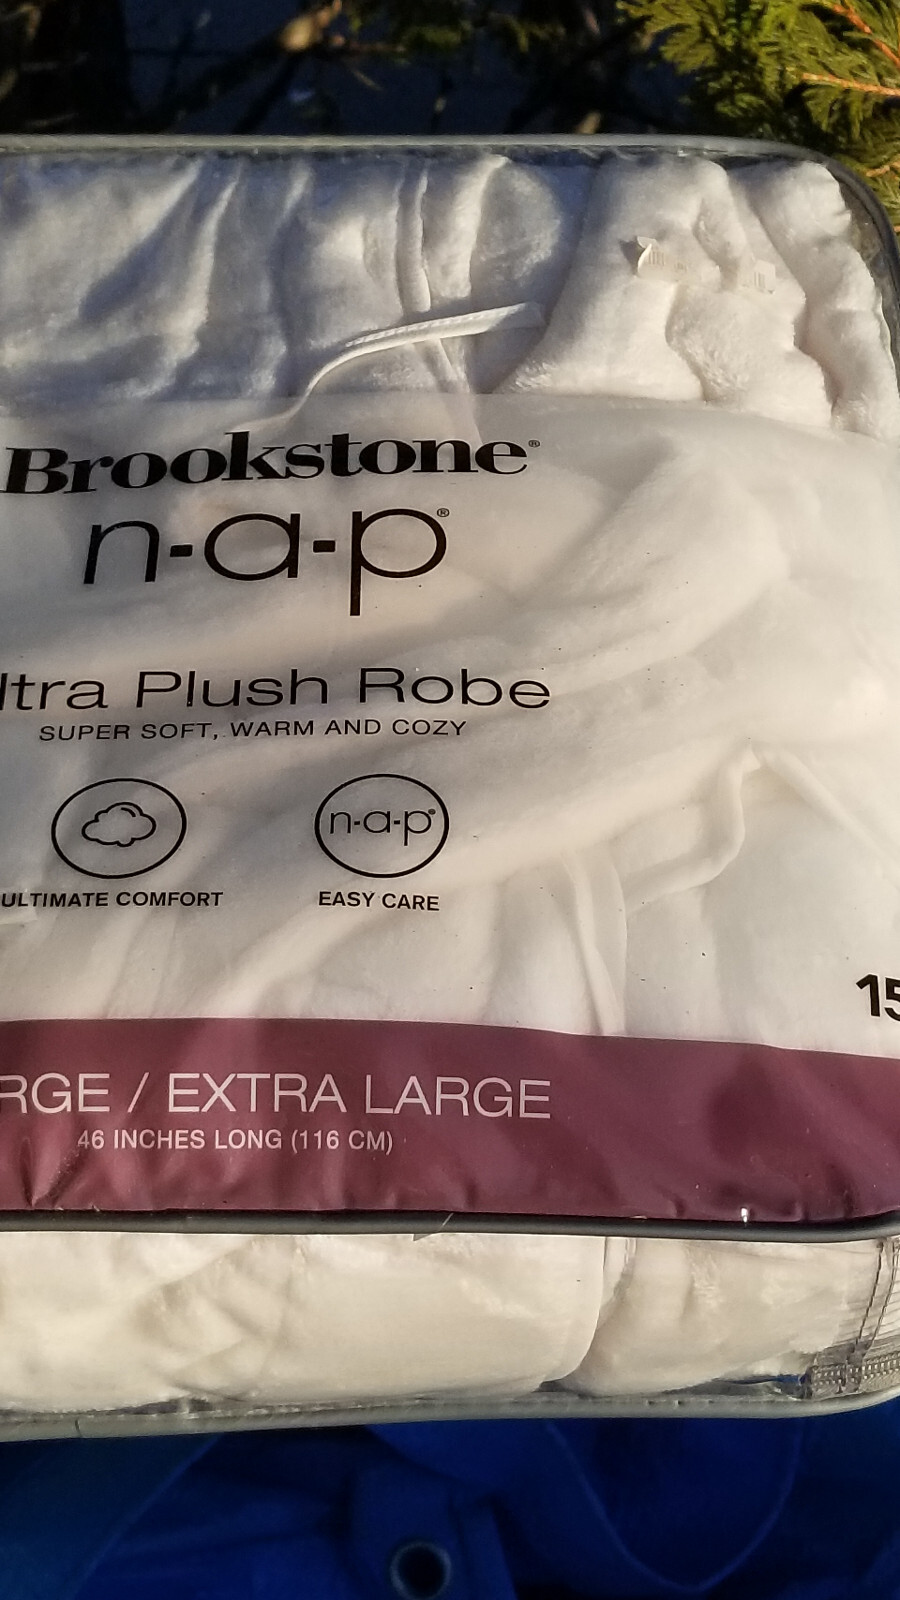 Brookstone®
n-a-p®
ltra Plush Robe
SUPER SOFT, WARM AND COZY
n-a-p®
ULTIMATE COMFORT
EASY CARE
15
RGE / EXTRA LARGE
46 INCHES LONG (116 CM)